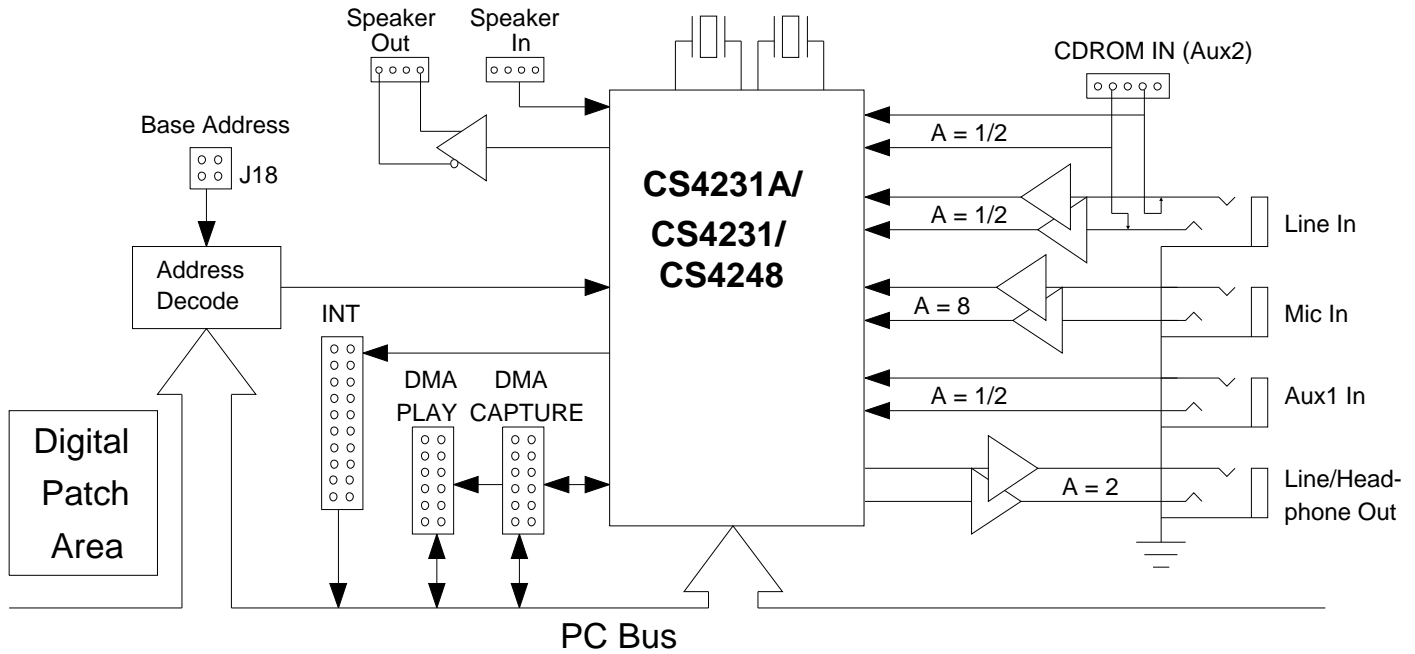 Speaker
Out
Speaker
In
CDROM IN (Aux2)
Base Address
J18
A = 1/2
CS4231A/
CS4231/
CS4248
A = 1/2
Line In
Address
Decode
INT
A = 8
Mic In
DMA
PLAY
DMA
CAPTURE
A = 1/2
Aux1 In
Digital
Patch
Area
A = 2
Line/Head-
phone Out
PC Bus